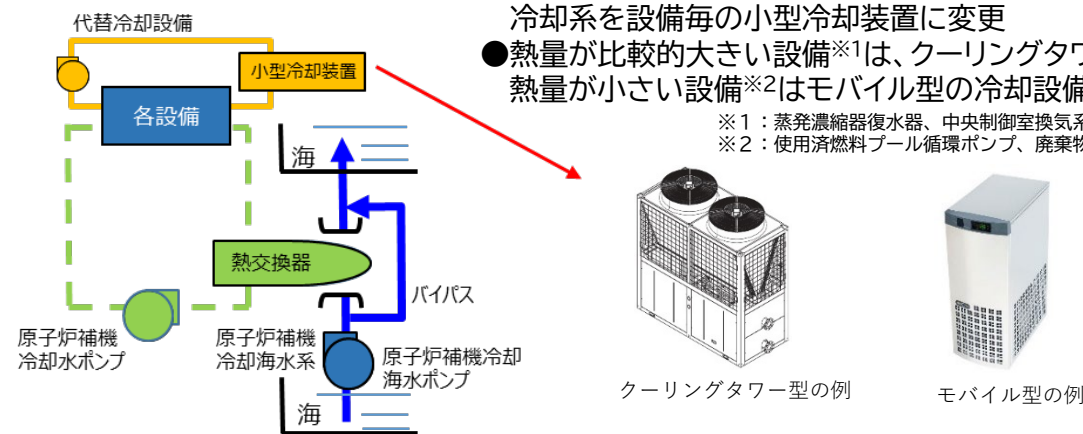 冷却系を設備毎の小型冷却装置に変更
●熱量が比較的大きい設備※1は、クーリングタワ
熱量が小さい設備※2はモバイル型の冷却設備
※1：蒸発濃縮器復水器、中央制御室換気系
※2：使用済燃料プール循環ポンプ、廃棄物
代替冷却設備
小型冷却装置
各設備
海
熱交換器
バイパス
原子炉補機
冷却水ポンプ
原子炉補機
冷却海水系
原子炉補機冷却
海水ポンプ
海
クーリングタワー型の例
モバイル型の例